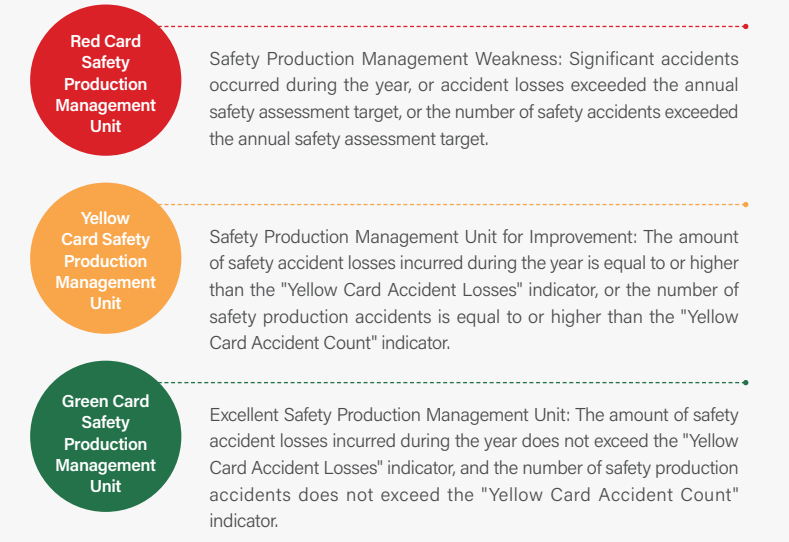 Red Card
Safety
Production
Management
Unit
Safety Production Management Weakness: Significant accidents
occurred during the year, or accident losses exceeded the annual
safety assessment target, or the number of safety accidents exceeded
the annual safety assessment target.
Yellow
Card Safety
Production
Management
Unit
Safety Production Management Unit for Improvement: The amount
of safety accident losses incurred during the year is equal to or higher
than the "Yellow Card Accident Losses" indicator, or the number of
safety production accidents is equal to or higher than the "Yellow
Card Accident Count" indicator.
Green Card
Safety
Production
Management
Unit
Excellent Safety Production Management Unit: The amount of safety
accident losses incurred during the year does not exceed the "Yellow
Card Accident Losses" indicator, and the number of safety production
accidents does not exceed the "Yellow Card Accident Count"
indicator.